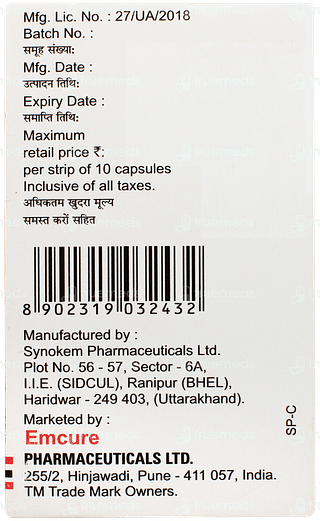 Mfg. Lic. No. : 27/UA/2018
Batch No. :
समूह संख्या:
Mfg. Date :
उत्पादन तिथि:
Expiry Date :
समाप्ति तिथि:
Maximum
retail price ₹:
per strip of 10 capsules
Inclusive of all taxes.
अधिकतम खुदरा मूल्य
समस्त करों सहित
8 902319 032432
Manufactured by :
Synokem Pharmaceuticals Ltd.
Plot No. 56 - 57, Sector - 6A,
I.I.E. (SIDCUL), Ranipur (BHEL),
Haridwar - 249 403, (Uttarakhand).
Marketed by :
Emcure
PHARMACEUTICALS LTD.
255/2, Hinjawadi, Pune - 411 057, India.
TM Trade Mark Owners.
SP-C